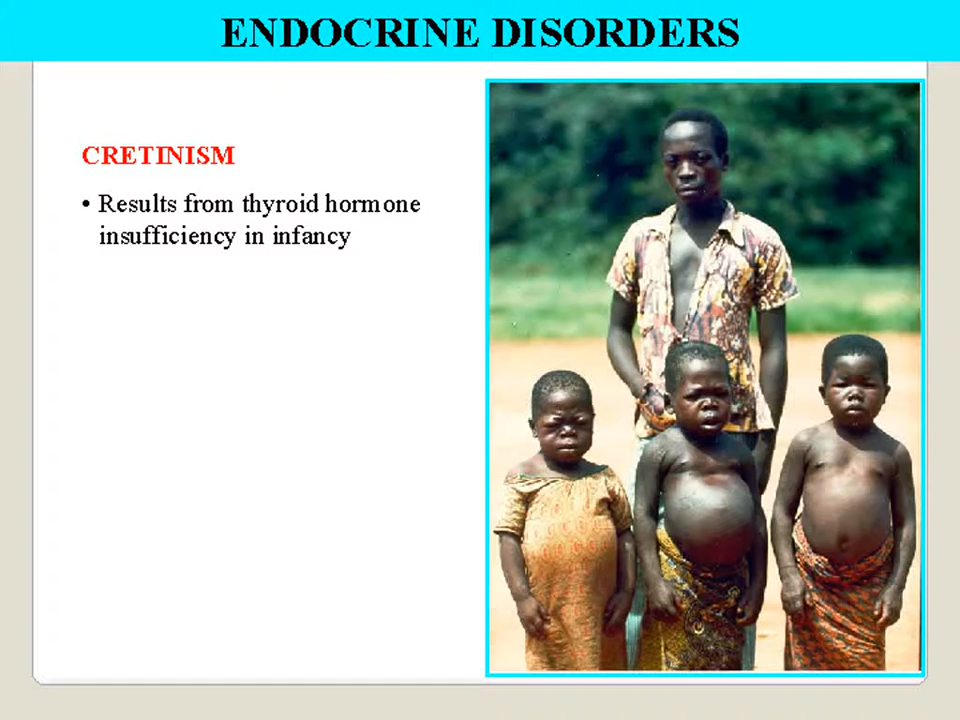 ENDOCRINE DISORDERS
CRETINISM
• Results from thyroid hormone
insufficiency in infancy